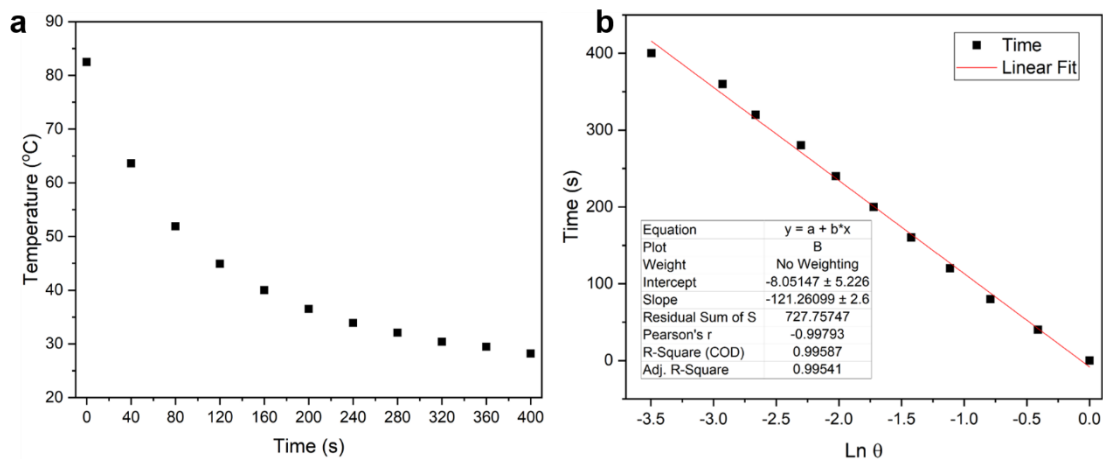 a
90
80
70
60
50
40
30
20
Temperature (°C)
0 40 80 120 160 200 240 280 320 360 400
Time (s)
b
Time
Linear Fit
400
300
200
100
0
Time (s)
Equation y = a + b*x
Plot B
Weight No Weighting
Intercept -8.05147 ± 5.226
Slope -121.26099 ± 2.6
Residual Sum of S 727.75747
Pearson's r -0.99793
R-Square (COD) 0.99587
Adj. R-Square 0.99541
-3.5 -3.0 -2.5 -2.0 -1.5 -1.0 -0.5 0.0
Ln θ